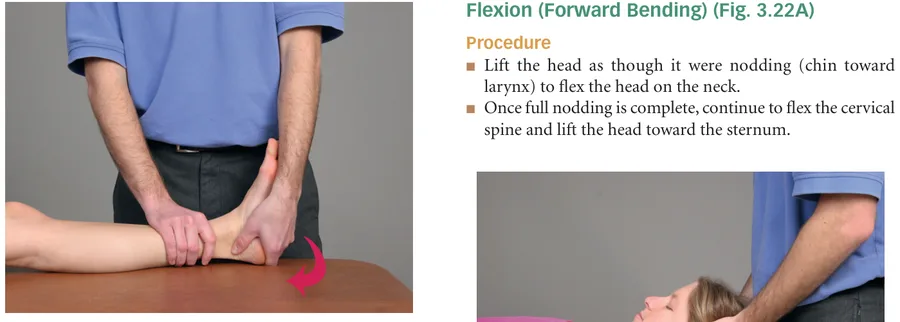 Flexion (Forward Bending) (Fig. 3.22A)
Procedure
■ Lift the head as though it were nodding (chin toward
larynx) to flex the head on the neck.
■ Once full nodding is complete, continue to flex the cervical
spine and lift the head toward the sternum.